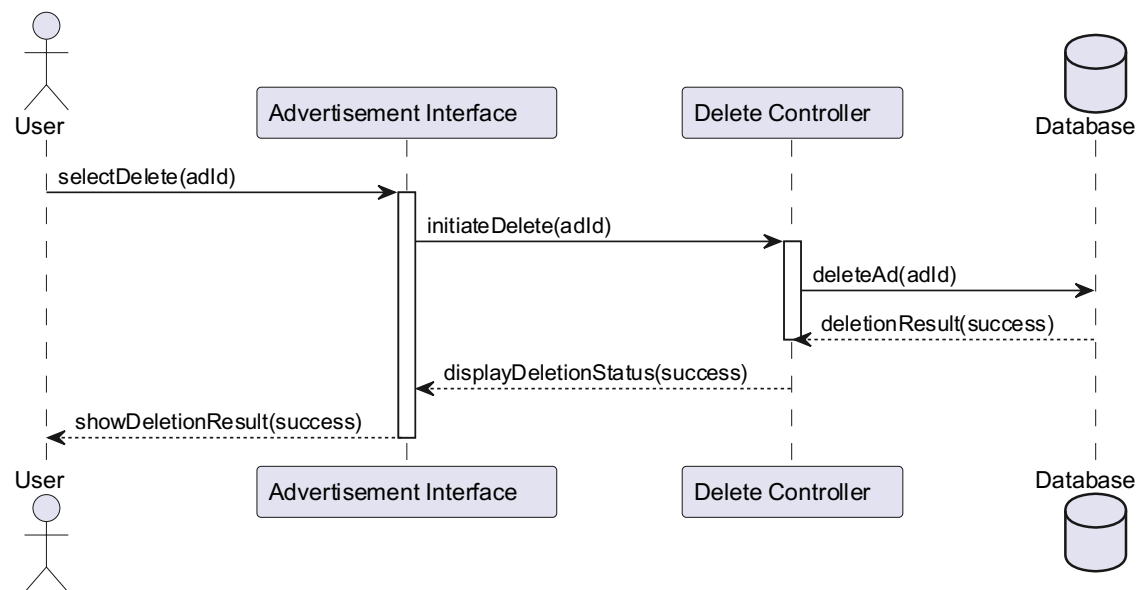 User
Advertisement Interface
Delete Controller
Database
selectDelete(adId)
initiateDelete(adId)
deleteAd(adId)
deletionResult(success)
displayDeletionStatus(success)
showDeletionResult(success)
User
Advertisement Interface
Delete Controller
Database